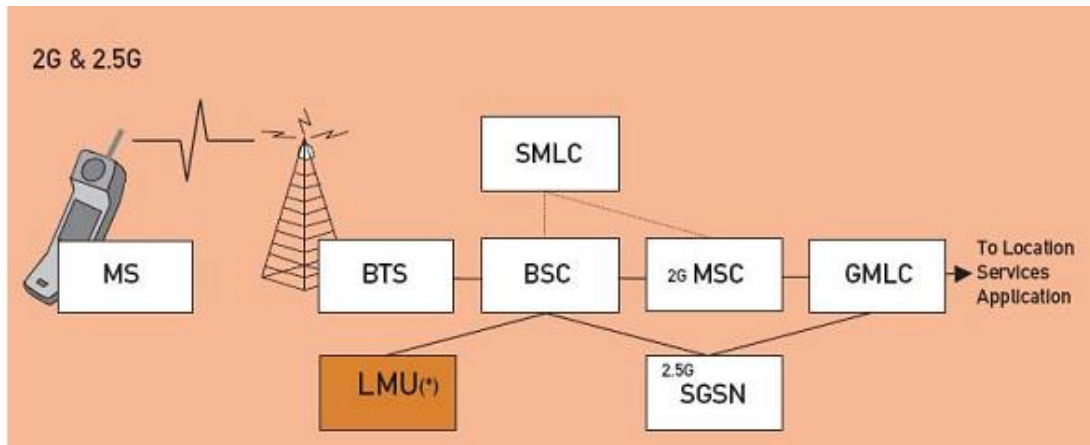 2G & 2.5G
SMLC
MS
BTS
BSC
2G MSC
GMLC
To Location
Services
Application
LMU(*)
2.5G
SGSN